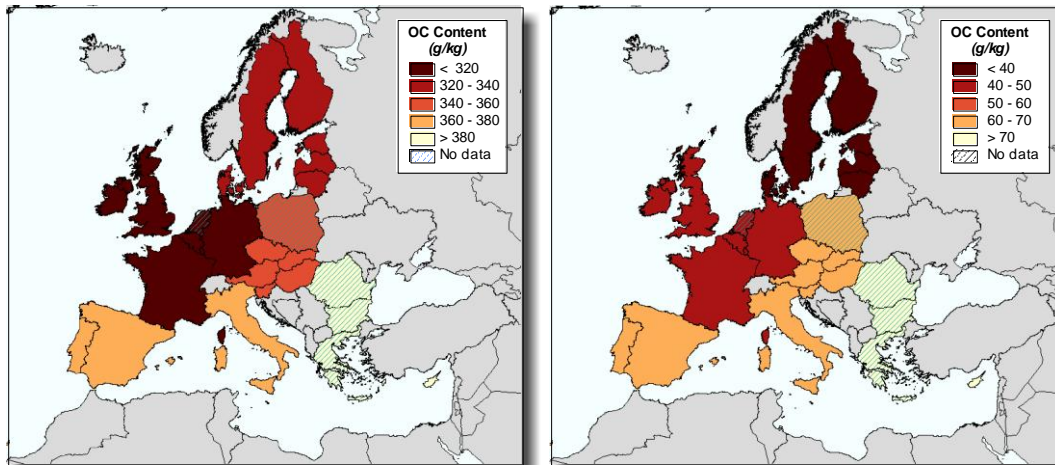 OC Content
(g/kg)
< 320
320 - 340
340 - 360
360 - 380
> 380
No data
OC Content
(g/kg)
< 40
40 - 50
50 - 60
60 - 70
> 70
No data